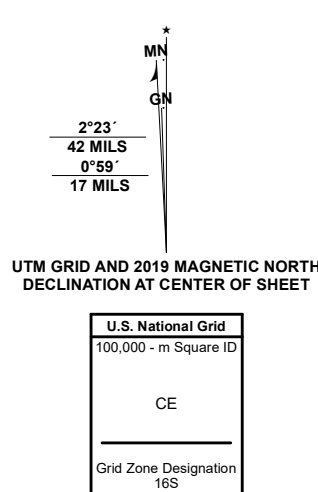 ★
MN
GN
2°23´
42 MILS
0°59´
17 MILS
UTM GRID AND 2019 MAGNETIC NORTH
DECLINATION AT CENTER OF SHEET
U.S. National Grid
100,000 - m Square ID
CE
Grid Zone Designation
16S